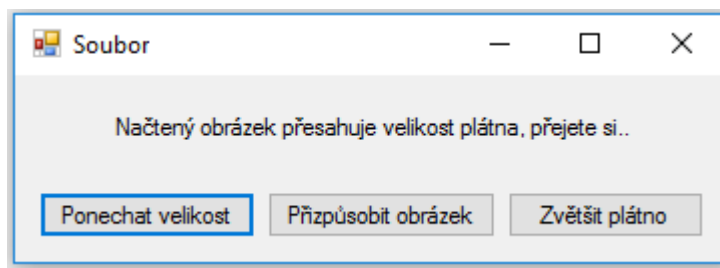 Soubor
Načtený obrázek přesahuje velikost plátna, přejete si..
Ponechat velikost Přizpůsobit obrázek Zvětšit plátno